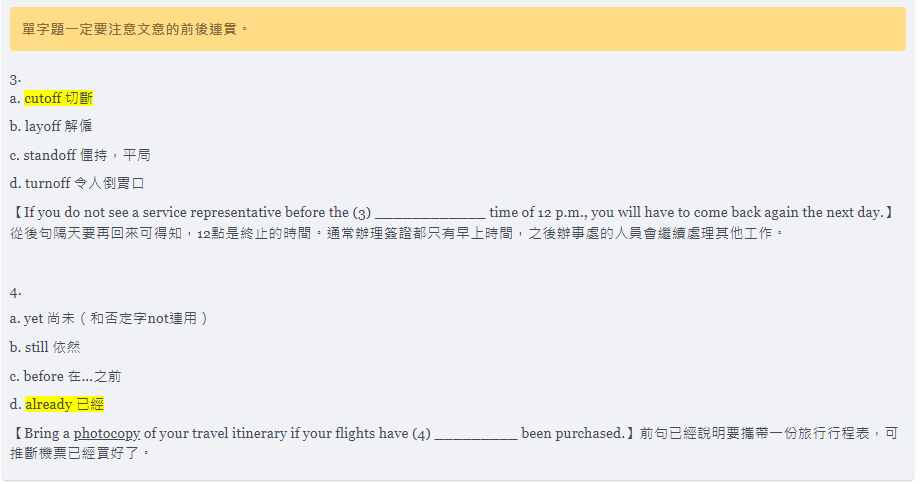 單字題一定要注意文意的前後連貫。
3.
a. cutoff 切斷
b. layoff 解僱
c. standoff 僵持，平局
d. turnoff 令人倒胃口
【If you do not see a service representative before the (3) ____________ time of 12 p.m., you will have to come back again the next day.】
從後句隔天要再回來可得知，12點是終止的時間。通常辦理簽證都只有早上時間，之後辦事處的人員會繼續處理其他工作。
4.
a. yet 尚未（和否定字not連用）
b. still 依然
c. before 在...之前
d. already 已經
【Bring a photocopy of your travel itinerary if your flights have (4) _________ been purchased.】前句已經說明要攜帶一份旅行行程表，可
推斷機票已經買好了。